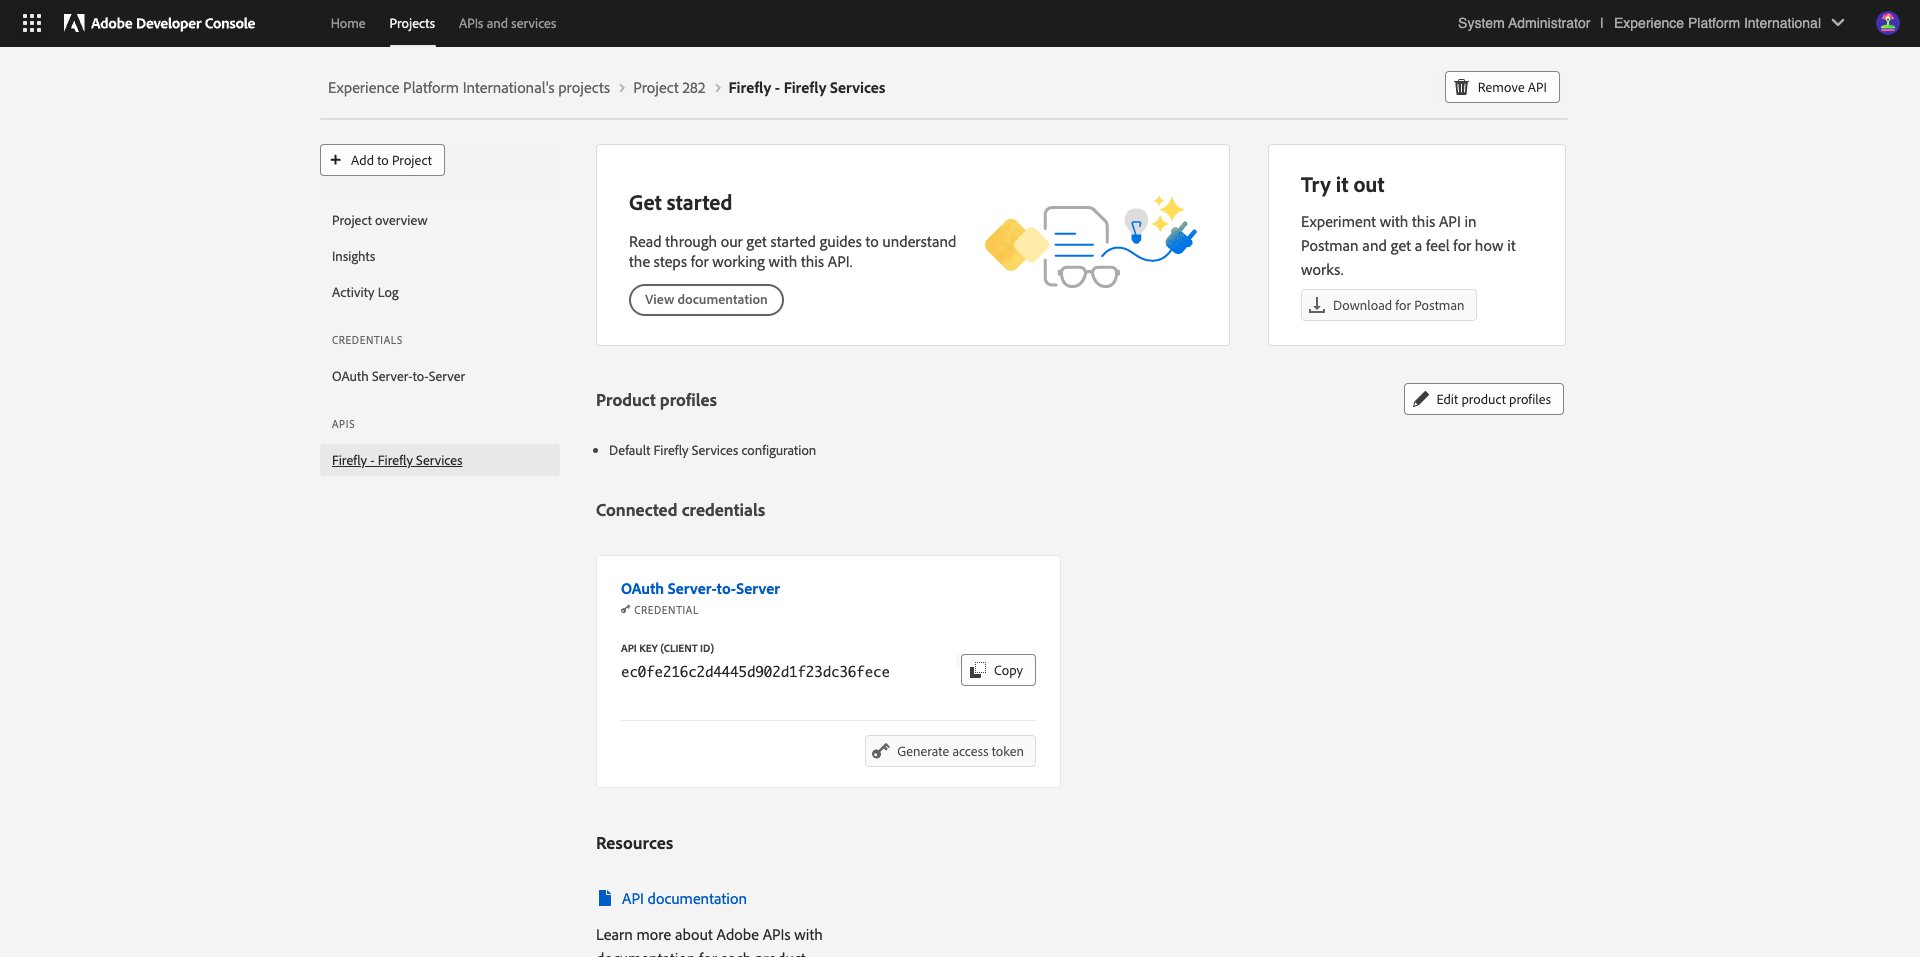 Adobe Developer Console
Home
Projects
APIs and services
System Administrator | Experience Platform International
Experience Platform International's projects > Project 282 > Firefly - Firefly Services
Remove API
+ Add to Project
Project overview
Insights
Activity Log
CREDENTIALS
OAuth Server-to-Server
APIS
Firefly - Firefly Services
Get started
Read through our get started guides to understand
the steps for working with this API.
View documentation
Try it out
Experiment with this API in
Postman and get a feel for how it
works.
Download for Postman
Product profiles
Edit product profiles
• Default Firefly Services configuration
Connected credentials
OAuth Server-to-Server
CREDENTIAL
API KEY (CLIENT ID)
ec0fe216c2d4445d902d1f23dc36fece
Copy
Generate access token
Resources
API documentation
Learn more about Adobe APIs with
documentation for each product